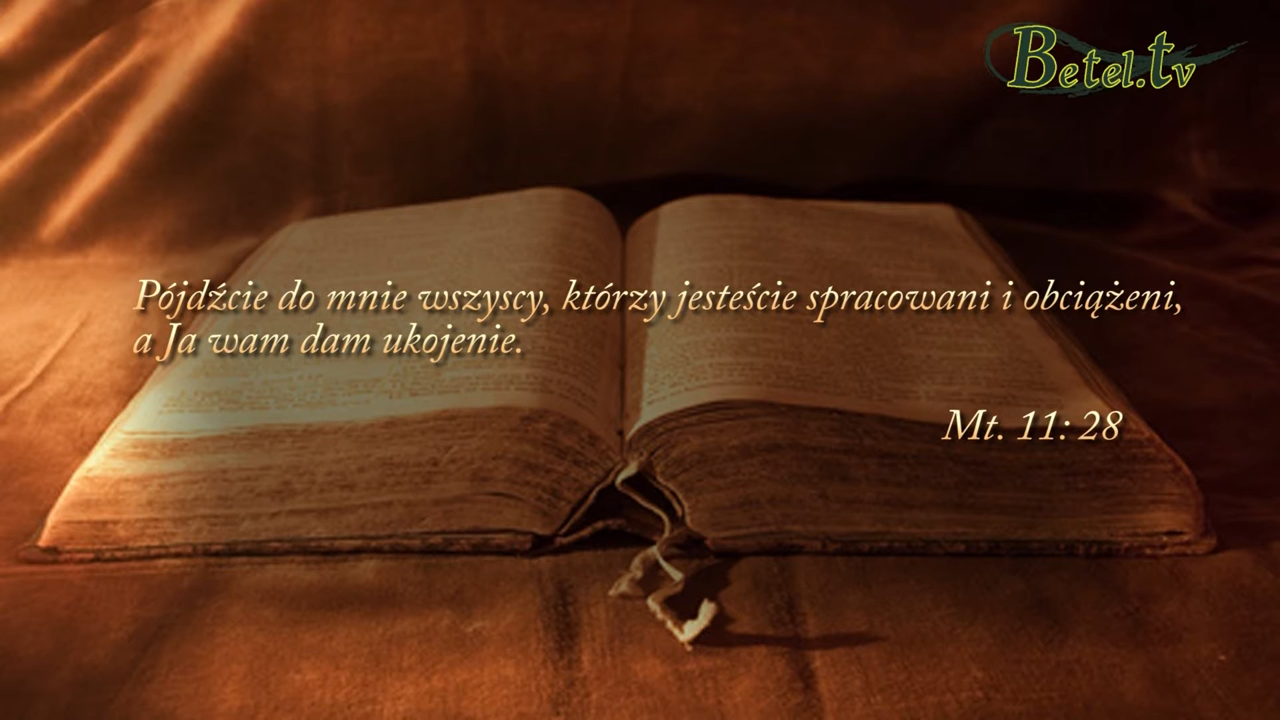 Betel.tv
Pójdźcie do mnie wszyscy, którzy jesteście spracowani i obciążeni,
a Ja wam dam ukojenie.
Mt. 11: 28